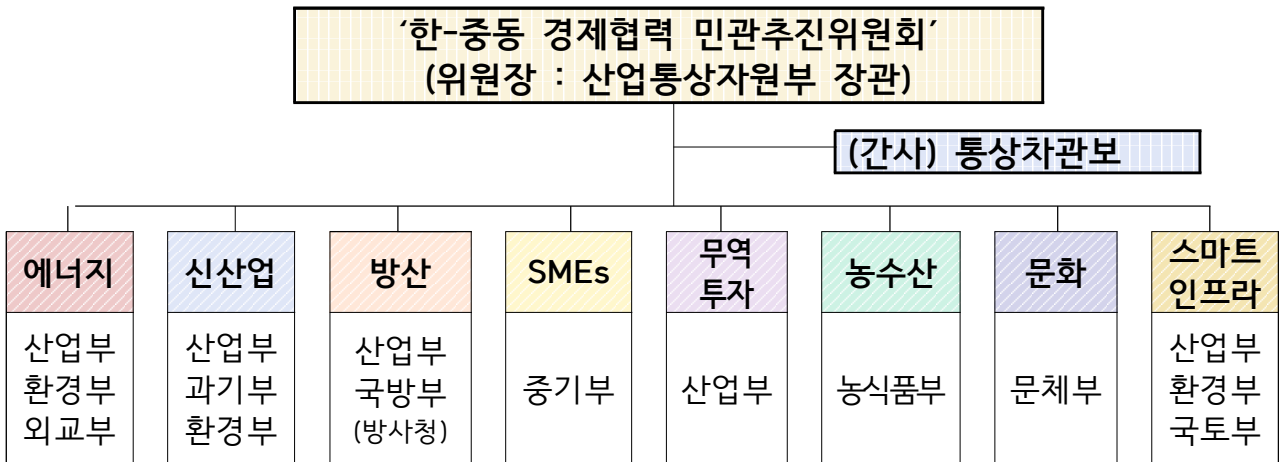 ‘한-중동 경제협력 민관추진위원회’
(위원장 : 산업통상자원부 장관)
(간사) 통상차관보
에너지
산업부
환경부
외교부
신산업
산업부
과기부
환경부
방산
산업부
국방부
(방사청)
SMEs
중기부
무역
투자
산업부
농수산
농식품부
문화
문체부
스마트
인프라
산업부
환경부
국토부